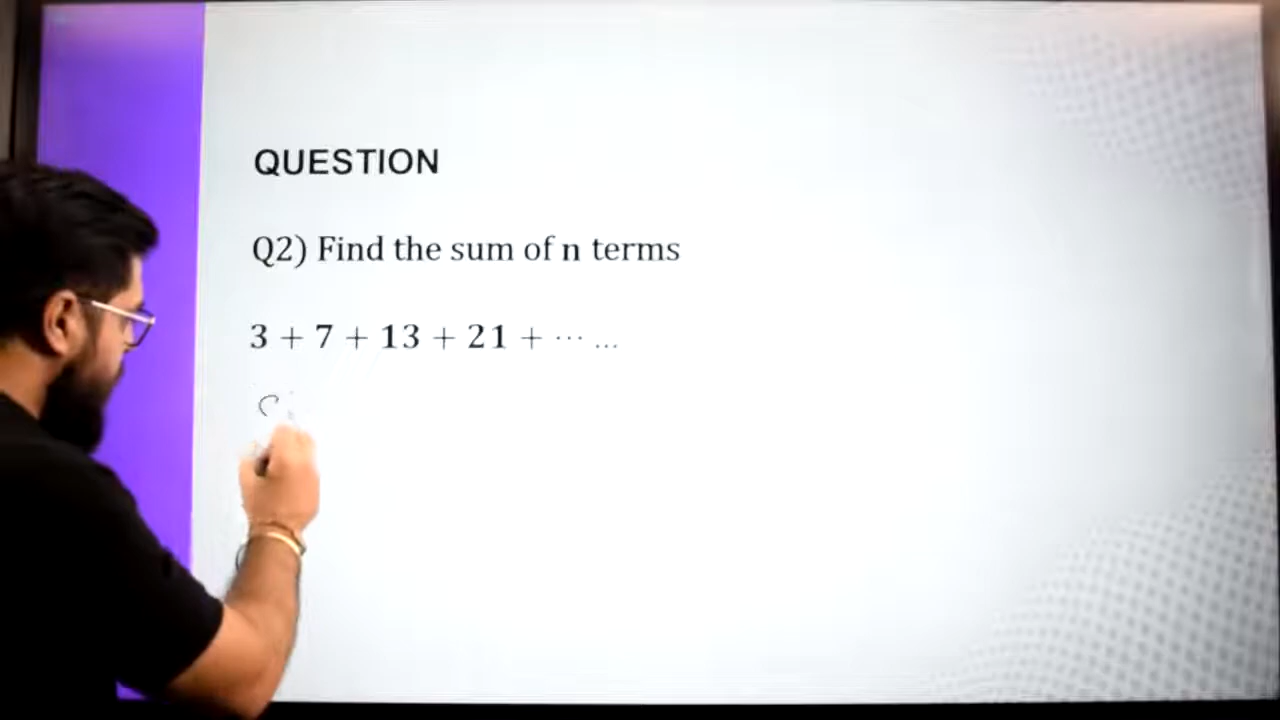 QUESTION
Q2) Find the sum of n terms
3 + 7 + 13 + 21 + ⋯ ...